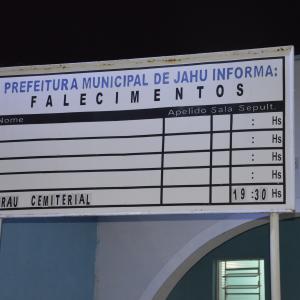 PREFEITURA MUNICIPAL DE JAHU INFORMA:
FALECIMENTOS
Nome Apelido Sala Sepult.
: Hs
: Hs
: Hs
: Hs
RAU CEMITERIAL 19:30 Hs